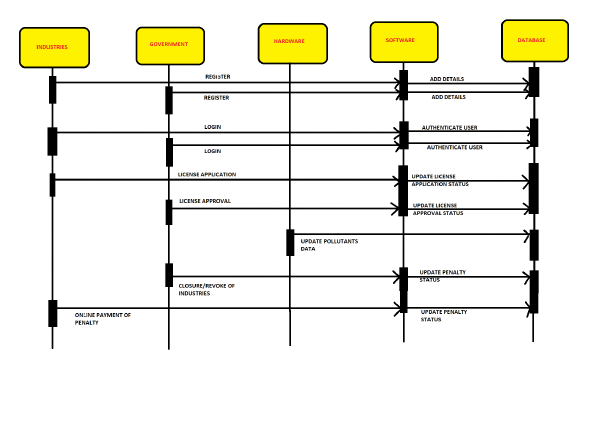 INDUSTRIES
GOVERNMENT
HARDWARE
SOFTWARE
DATABASE
REGISTER
ADD DETAILS
REGISTER
ADD DETAILS
LOGIN
AUTHENTICATE USER
LOGIN
AUTHENTICATE USER
LICENSE APPLICATION
UPDATE LICENSE
APPLICATION STATUS
LICENSE APPROVAL
UPDATE LICENSE
APPROVAL STATUS
UPDATE POLLUTANTS
DATA
CLOSURE/REVOKE OF
INDUSTRIES
UPDATE PENALTY
STATUS
ONLINE PAYMENT OF
PENALTY
UPDATE PENALTY
STATUS